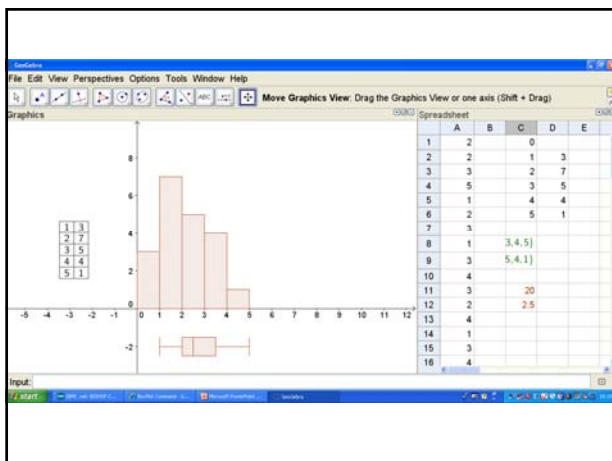 GeoGebra
File Edit View Perspectives Options Tools Window Help
ABC
Move Graphics View: Drag the Graphics View or one axis (Shift + Drag)
Graphics
Spreadsheet
A B C D E
1 2 0
2 2 1 3
3 3 2 7
4 5 3 5
5 1 4 4
6 2 5 1
7 3
8 1 3,4,5}
9 3 5,4,1}
10 4
11 3 20
12 2 2.5
13 4
14 1
15 3
16 4
8
6
4
2
0
-2
-5 -4 -3 -2 -1 0 1 2 3 4 5 6 7 8 9 10 11 12
1 3
2 7
3 5
4 4
5 1
Input:
start
Microsoft PowerPoint ...
GeoGebra